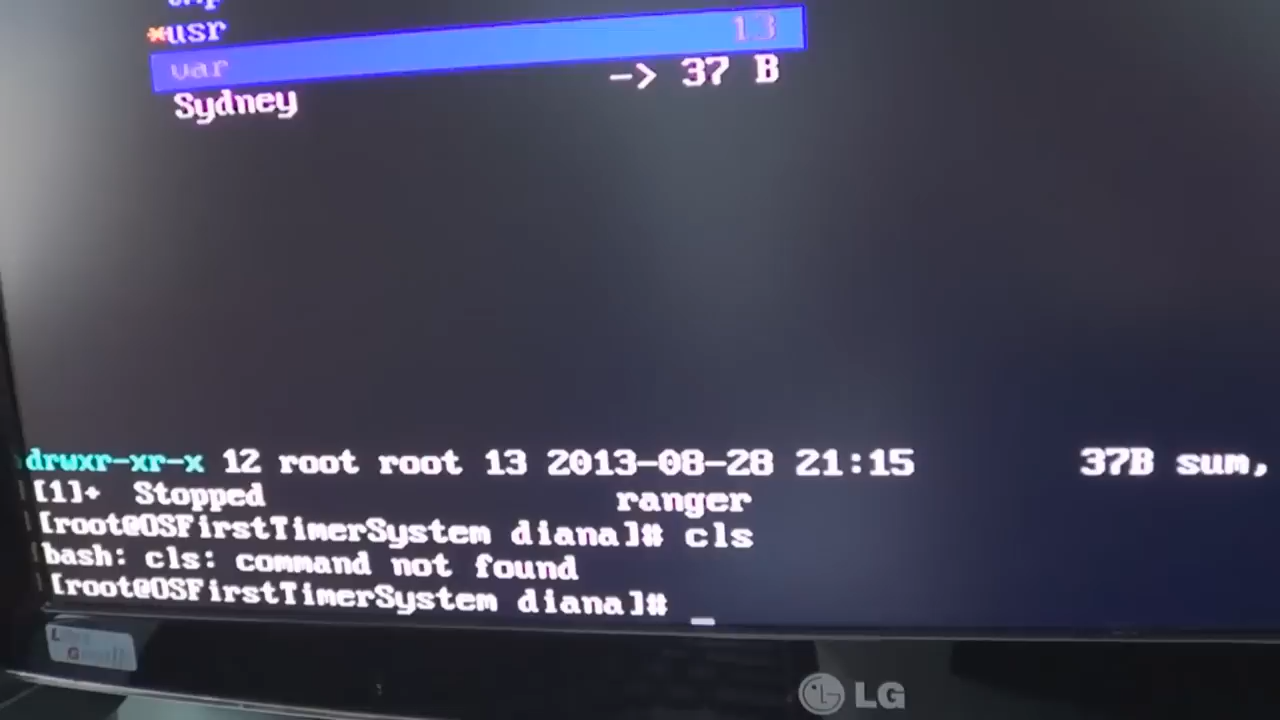 *usr
var 13
Sydney -> 37 B
drwxr-xr-x 12 root root 13 2013-08-28 21:15 37B sum,
[1]+ Stopped ranger
[root@OSFirstTimerSystem diana]# cls
bash: cls: command not found
[root@OSFirstTimerSystem diana]# _
LG